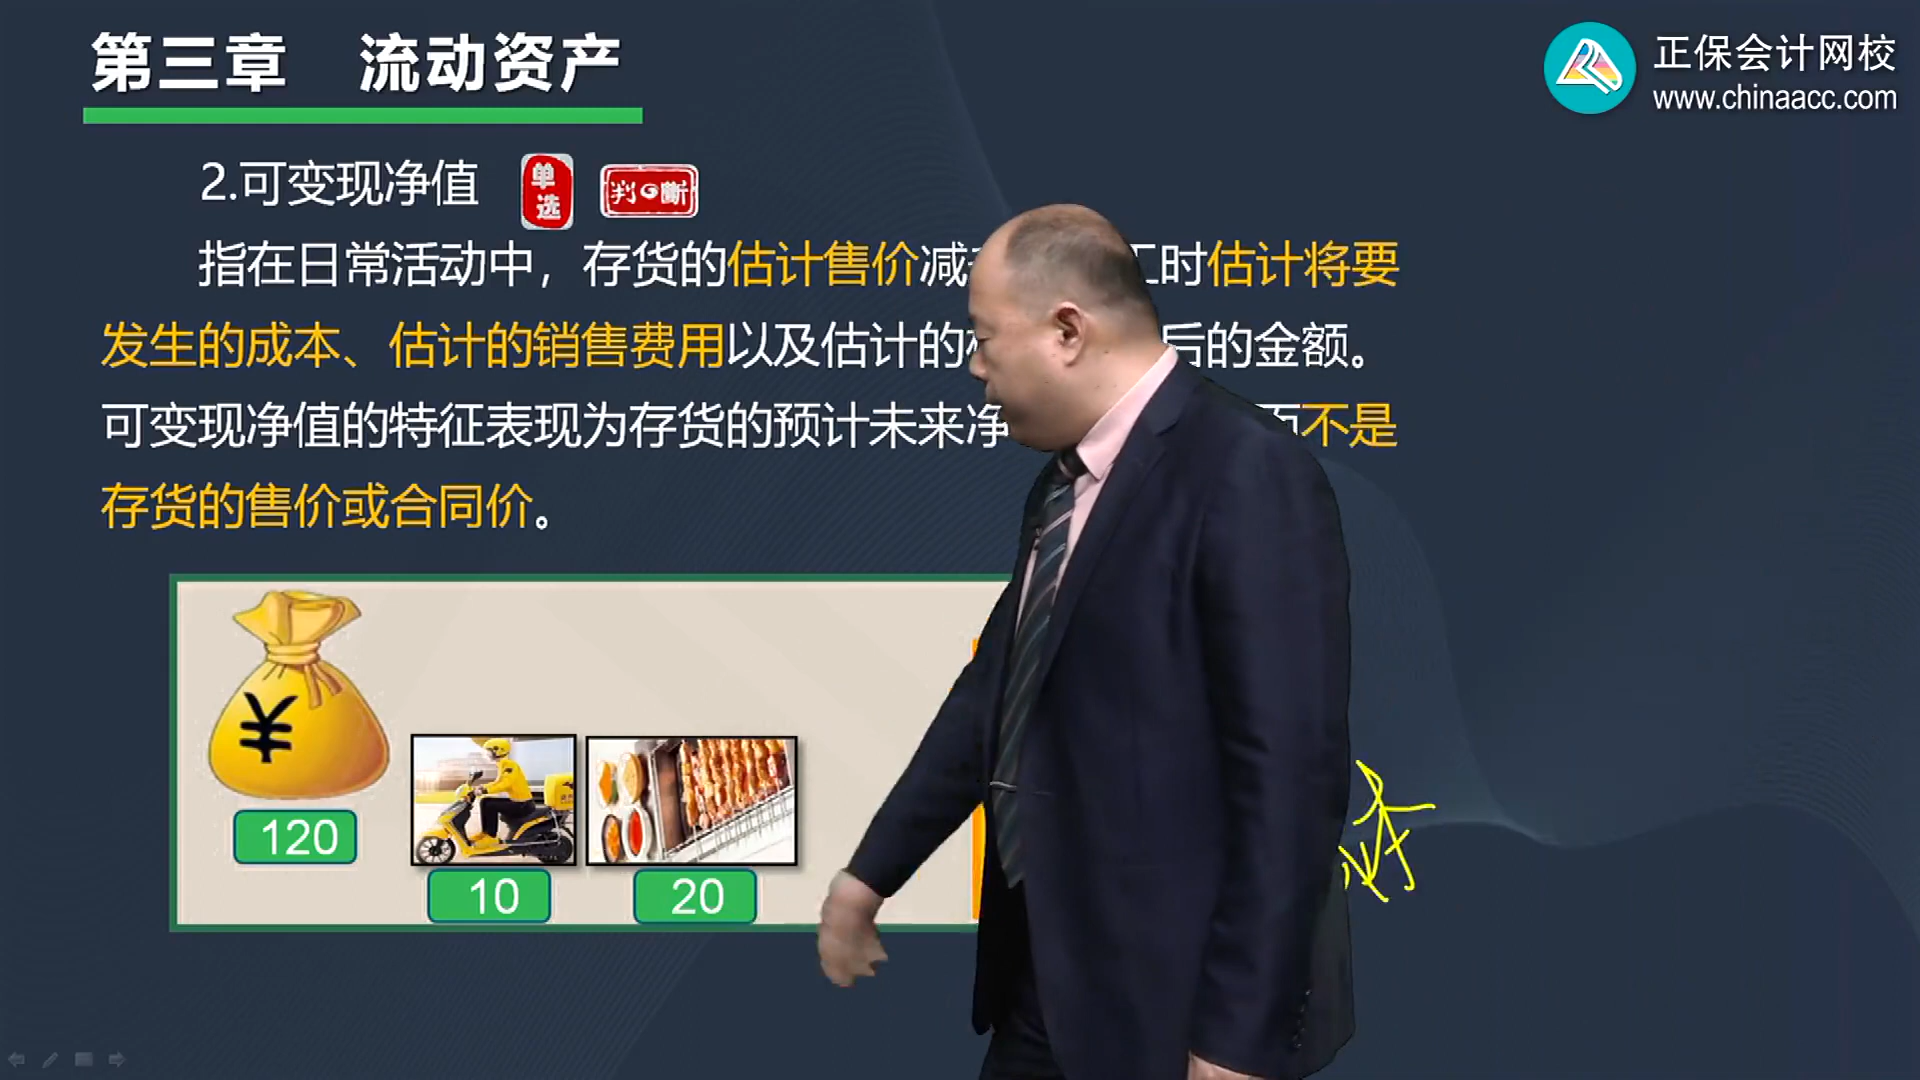 第三章 流动资产
正保会计网校
www.chinaacc.com
2.可变现净值
单选
判断
指在日常活动中，存货的估计售价减 工时估计将要
发生的成本、估计的销售费用以及估计的 后的金额。
可变现净值的特征表现为存货的预计未来净 而不是
存货的售价或合同价。
¥
120
10
20